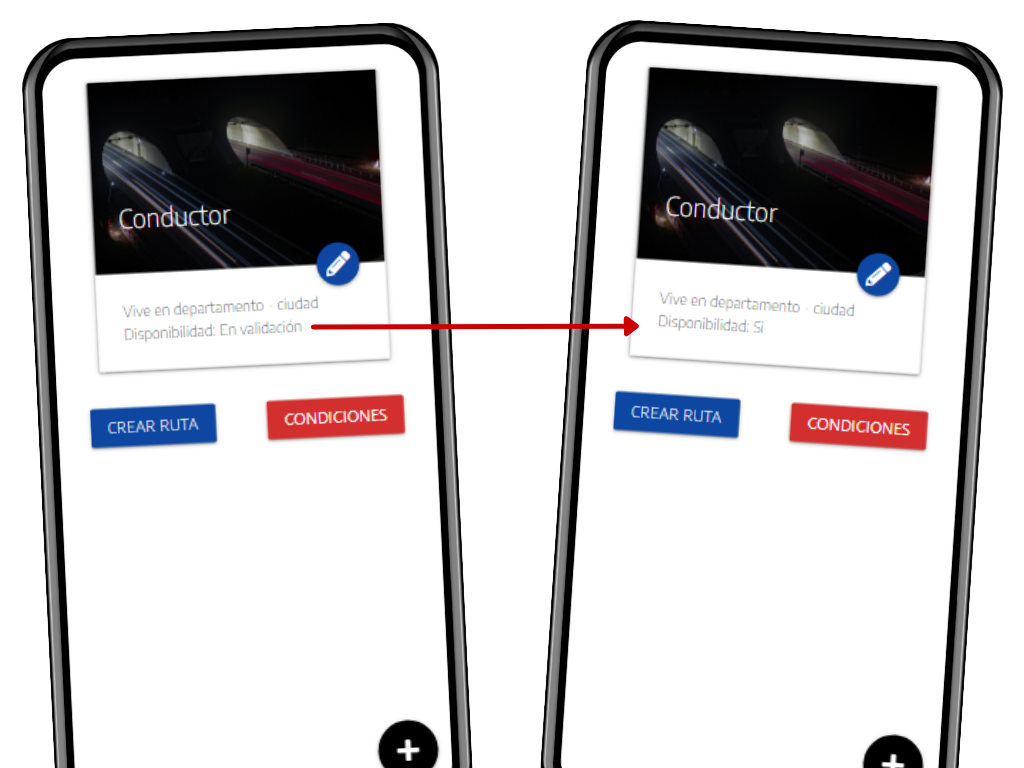 Conductor
Vive en departamento - ciudad
Disponibilidad: En validación
CREAR RUTA
CONDICIONES
Conductor
Vive en departamento - ciudad
Disponibilidad: Si
CREAR RUTA
CONDICIONES